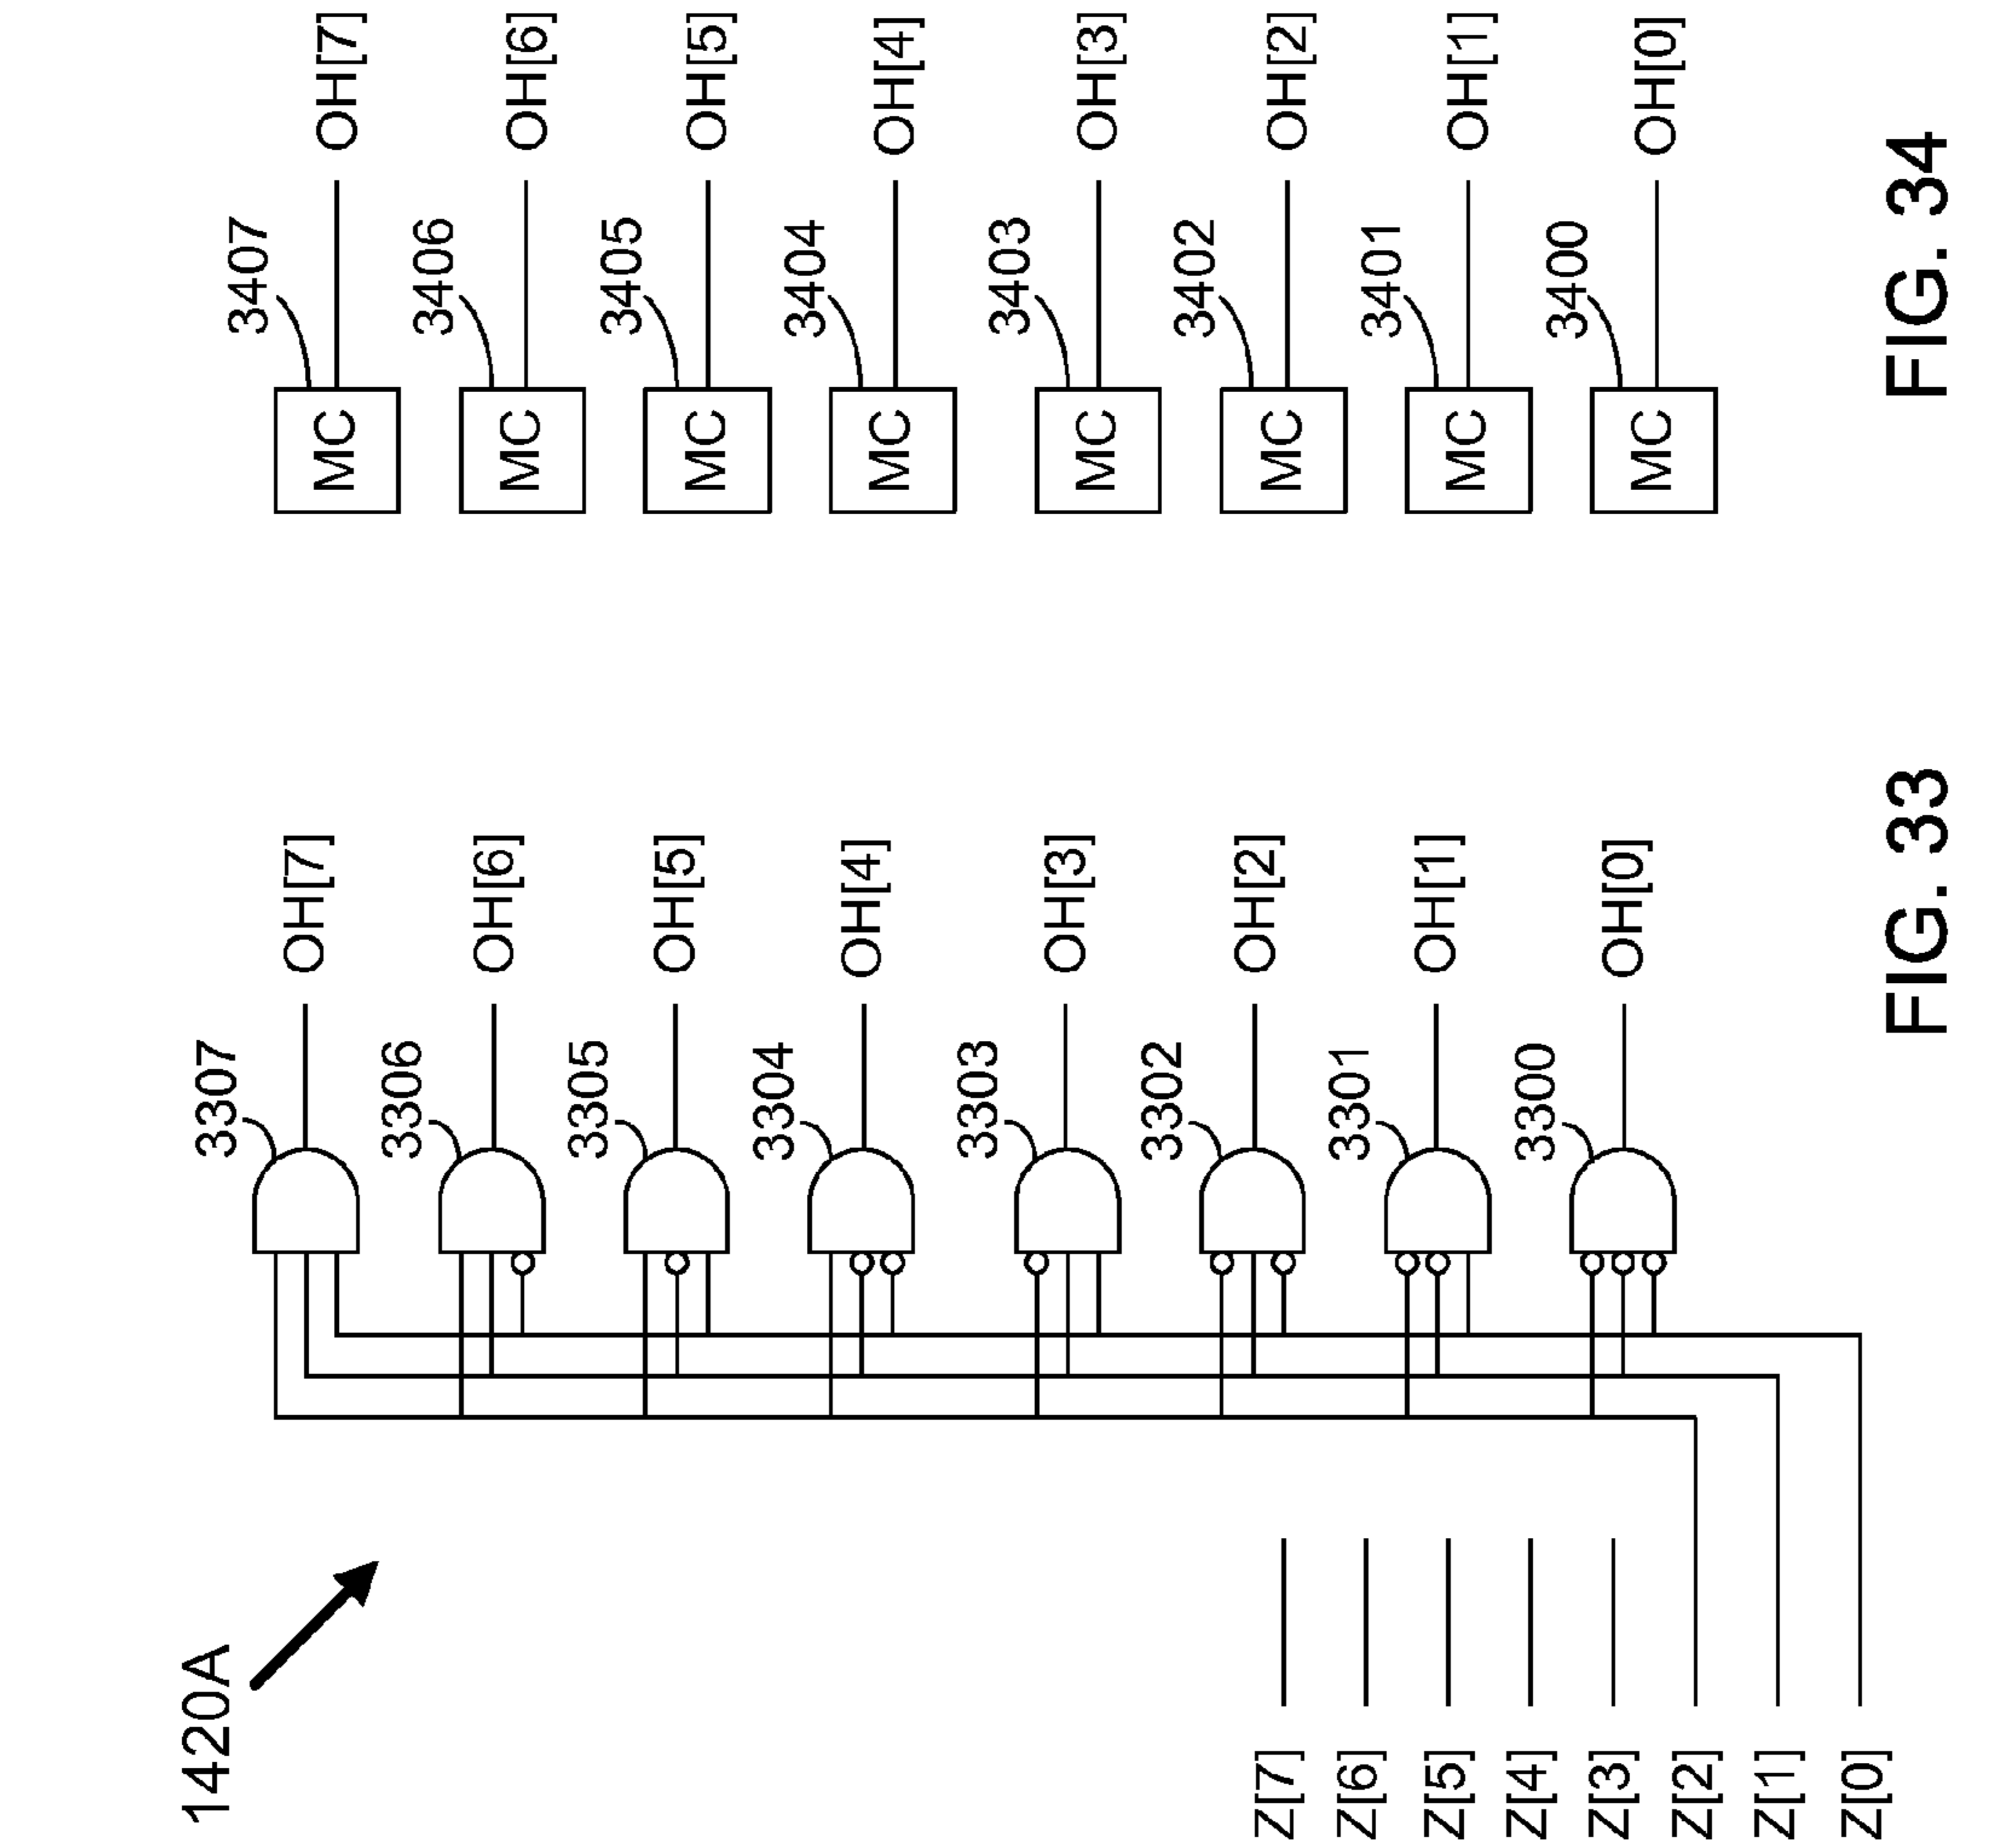 1420A
3307
OH[7]
3306
OH[6]
3305
OH[5]
3304
OH[4]
3303
OH[3]
3302
OH[2]
3301
OH[1]
3300
OH[0]
Z[7]
Z[6]
Z[5]
Z[4]
Z[3]
Z[2]
Z[1]
Z[0]
FIG. 33
3407
MC
OH[7]
3406
MC
OH[6]
3405
MC
OH[5]
3404
MC
OH[4]
3403
MC
OH[3]
3402
MC
OH[2]
3401
MC
OH[1]
3400
MC
OH[0]
FIG. 34